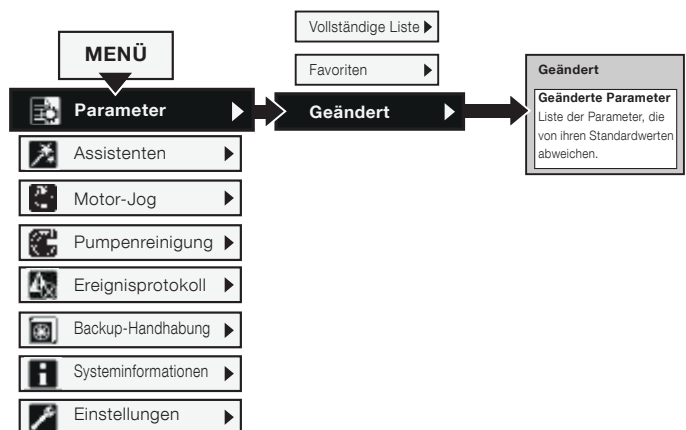 MENÜ
Parameter
Assistenten
Motor-Jog
Pumpenreinigung
Ereignisprotokoll
Backup-Handhabung
Systeminformationen
Einstellungen
Vollständige Liste
Favoriten
Geändert
Geändert
Geänderte Parameter
Liste der Parameter, die
von ihren Standardwerten
abweichen.